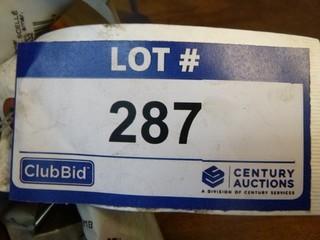 LOT #
287
ClubBid
CENTURY
AUCTIONS
A DIVISION OF CENTURY SERVICES